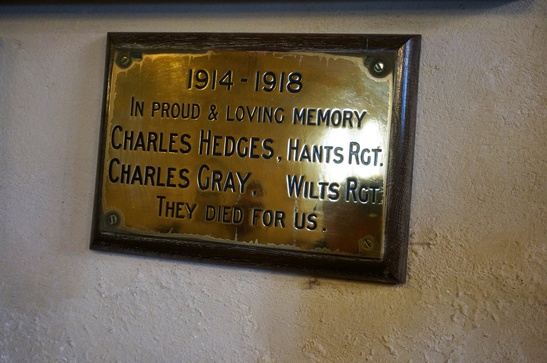 1914 - 1918
IN PROUD & LOVING MEMORY
CHARLES HEDGES, HANTS RGT.
CHARLES GRAY, WILTS RGT.
THEY DIED FOR US.